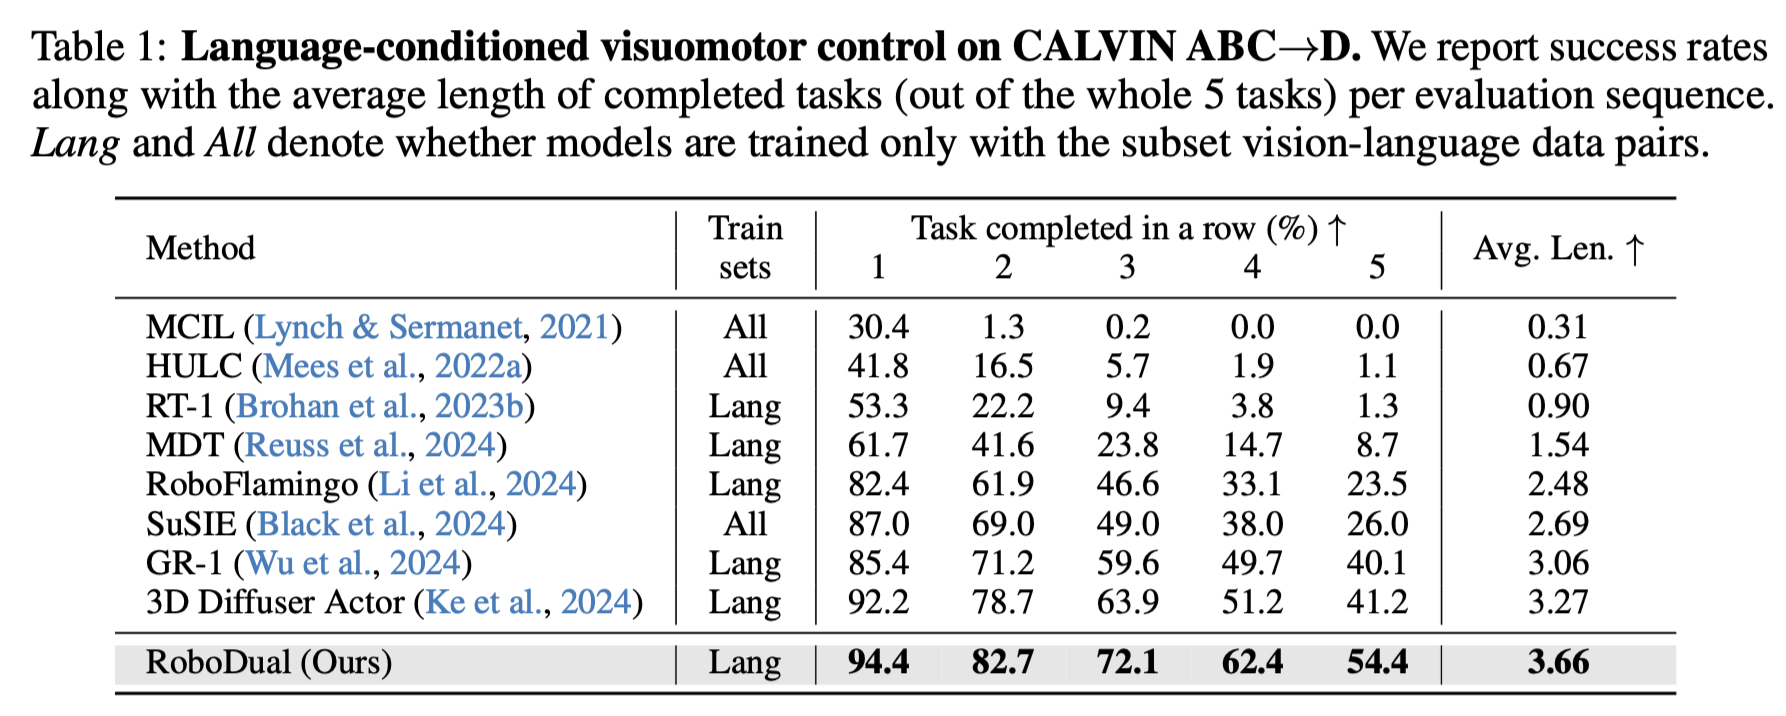 Table 1: Language-conditioned visuomotor control on CALVIN ABC→D. We report success rates
along with the average length of completed tasks (out of the whole 5 tasks) per evaluation sequence.
Lang and All denote whether models are trained only with the subset vision-language data pairs.
Method Train sets Task completed in a row (%) ↑ Avg. Len. ↑
1 2 3 4 5
MCIL (Lynch & Sermanet, 2021) All 30.4 1.3 0.2 0.0 0.0 0.31
HULC (Mees et al., 2022a) All 41.8 16.5 5.7 1.9 1.1 0.67
RT-1 (Brohan et al., 2023b) Lang 53.3 22.2 9.4 3.8 1.3 0.90
MDT (Reuss et al., 2024) Lang 61.7 41.6 23.8 14.7 8.7 1.54
RoboFlamingo (Li et al., 2024) Lang 82.4 61.9 46.6 33.1 23.5 2.48
SuSIE (Black et al., 2024) All 87.0 69.0 49.0 38.0 26.0 2.69
GR-1 (Wu et al., 2024) Lang 85.4 71.2 59.6 49.7 40.1 3.06
3D Diffuser Actor (Ke et al., 2024) Lang 92.2 78.7 63.9 51.2 41.2 3.27
RoboDual (Ours) Lang 94.4 82.7 72.1 62.4 54.4 3.66